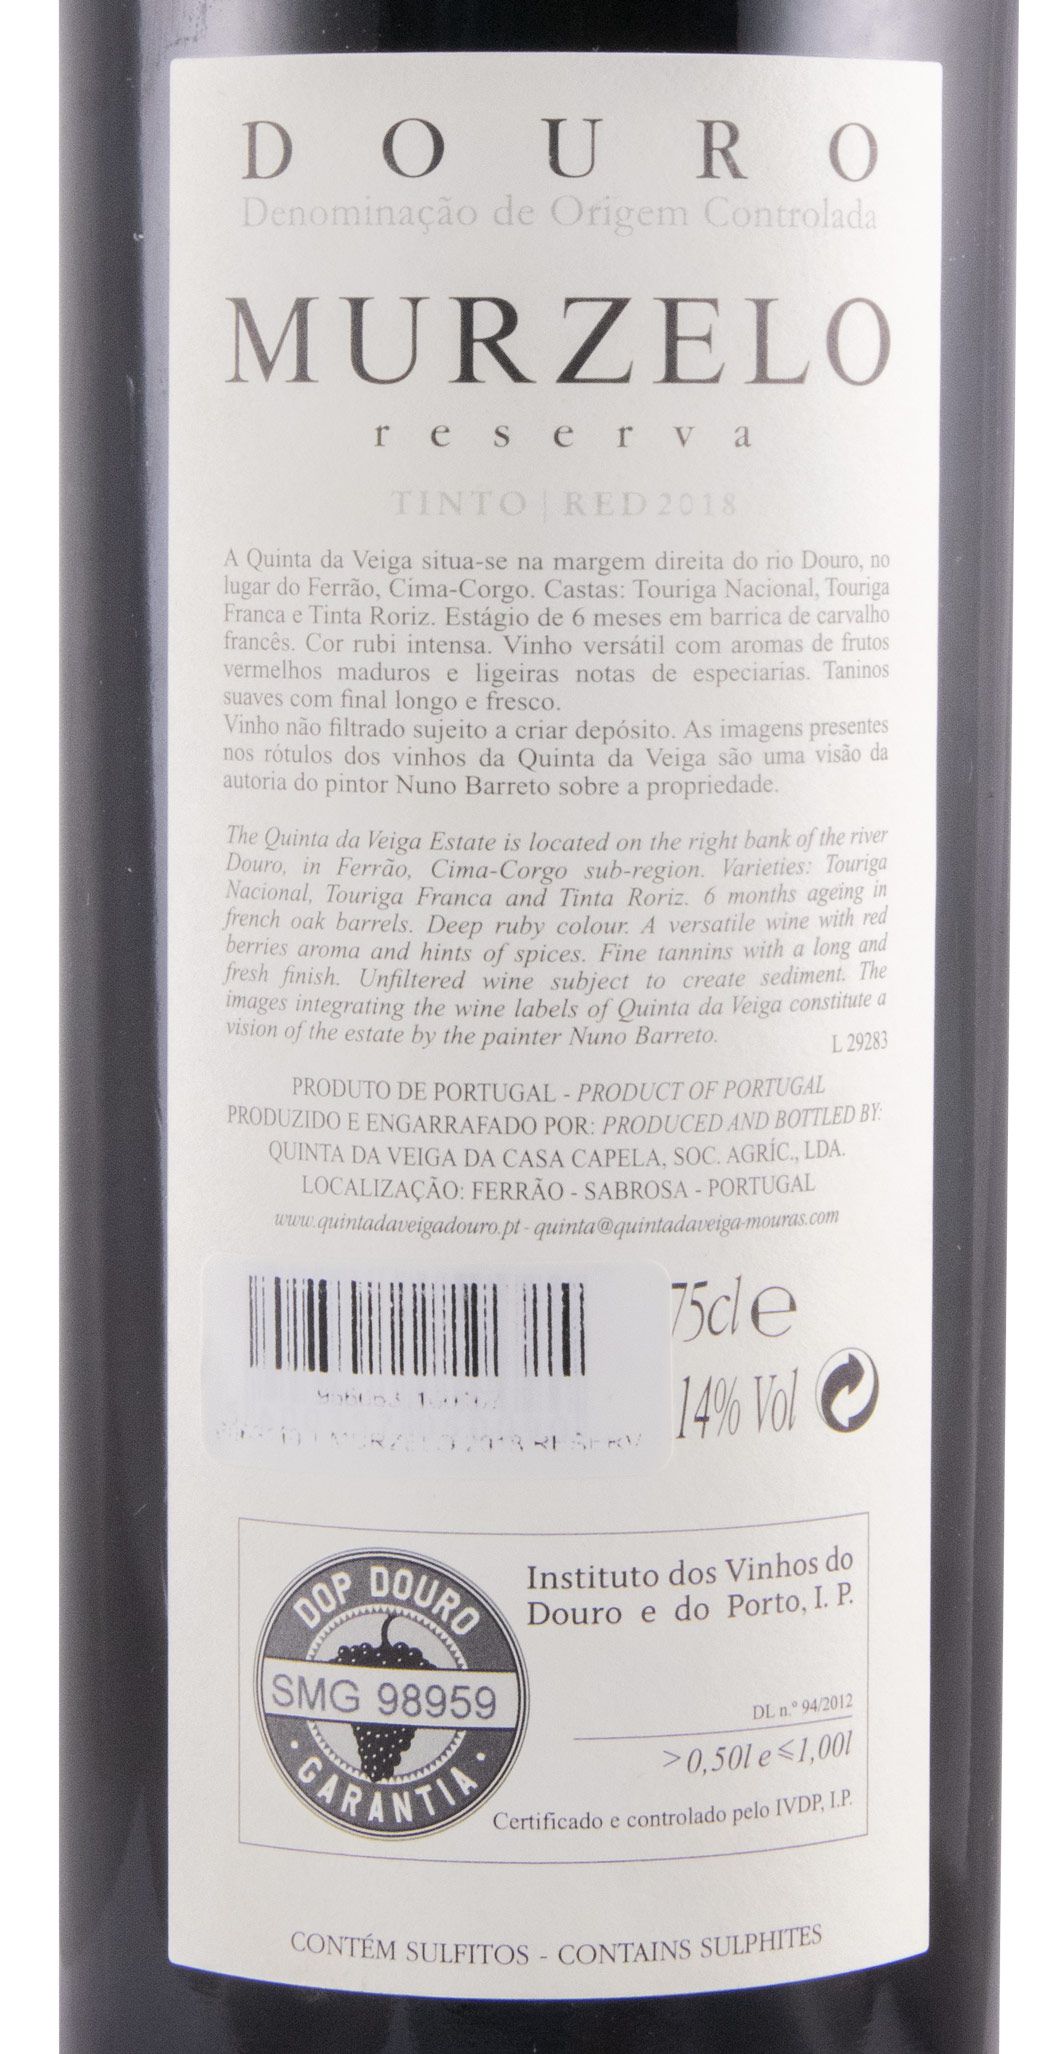 DOURO
Denominação de Origem Controlada
MURZELO
reserva
TINTO | RED 2018
A Quinta da Veiga situa-se na margem direita do rio Douro, no
lugar do Ferrão, Cima-Corgo. Castas: Touriga Nacional, Touriga
Franca e Tinta Roriz. Estágio de 6 meses em barrica de carvalho
francês. Cor rubi intensa. Vinho versátil com aromas de frutos
vermelhos maduros e ligeiras notas de especiarias. Taninos
suaves com final longo e fresco.
Vinho não filtrado sujeito a criar depósito. As imagens presentes
nos rótulos dos vinhos da Quinta da Veiga são uma visão da
autoria do pintor Nuno Barreto sobre a propriedade.
The Quinta da Veiga Estate is located on the right bank of the river
Douro, in Ferrão, Cima-Corgo sub-region. Varieties: Touriga
Nacional, Touriga Franca and Tinta Roriz. 6 months ageing in
french oak barrels. Deep ruby colour. A versatile wine with red
berries aroma and hints of spices. Fine tannins with a long and
fresh finish. Unfiltered wine subject to create sediment. The
images integrating the wine labels of Quinta da Veiga constitute a
vision of the estate by the painter Nuno Barreto.
L 29283
PRODUTO DE PORTUGAL - PRODUCT OF PORTUGAL
PRODUZIDO E ENGARRAFADO POR: PRODUCED AND BOTTLED BY:
QUINTA DA VEIGA DA CASA CAPELA, SOC. AGRÍC., LDA.
LOCALIZAÇÃO: FERRÃO - SABROSA - PORTUGAL
www.quintadaveigadouro.pt - quinta@quintadaveiga-mouras.com
75cl e
14% Vol
2018
DOP DOURO
SMG 98959
GARANTIA
Instituto dos Vinhos do
Douro e do Porto, I. P.
DL n.º 94/2012
>0,50l e ≤1,00l
Certificado e controlado pelo IVDP, I.P.
CONTÉM SULFITOS - CONTAINS SULPHITES